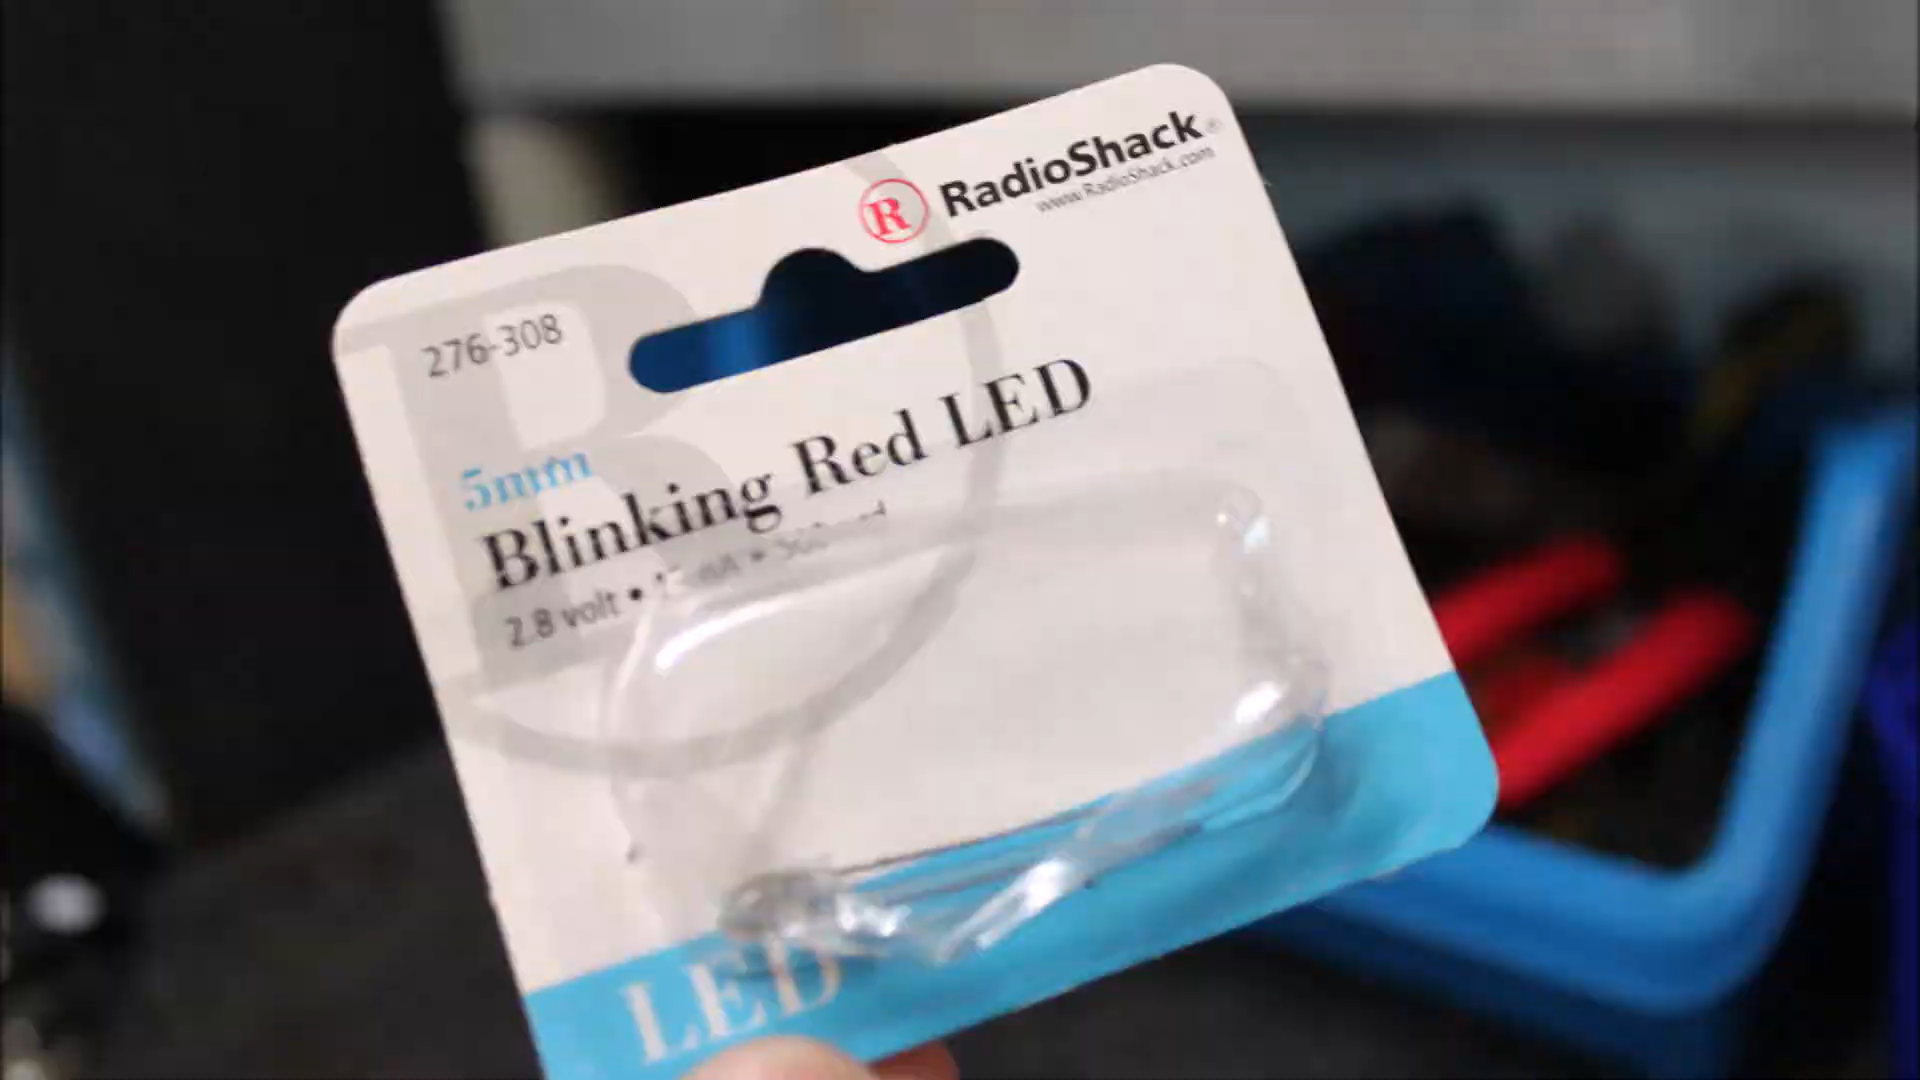 R RadioShack®
www.RadioShack.com
276-308
5mm
Blinking Red LED
2.8 volt •
LED